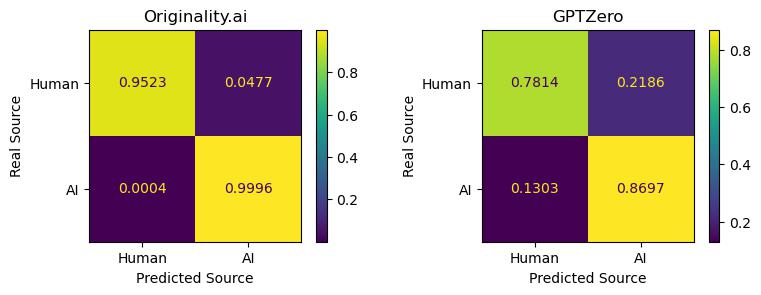 Originality.ai
Real Source
Human
AI
0.9523 0.0477
0.0004 0.9996
Human AI
Predicted Source
0.8
0.6
0.4
0.2
GPTZero
Real Source
Human
AI
0.7814 0.2186
0.1303 0.8697
Human AI
Predicted Source
0.8
0.6
0.4
0.2